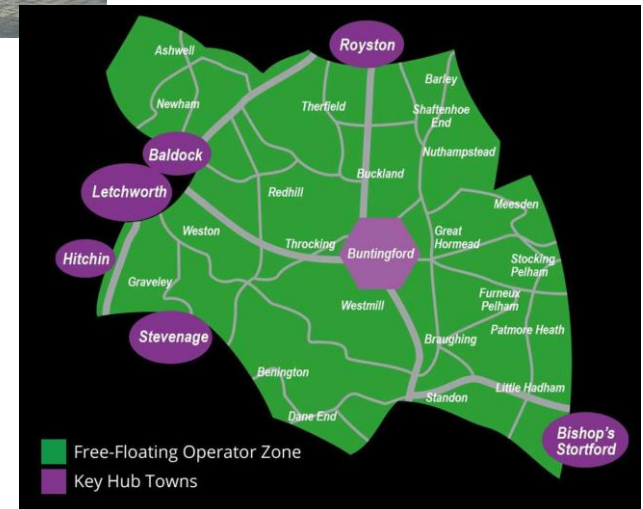 Royston
Ashwell
Barley
Newham
Therfield
Shaftenhoe
End
Baldock
Nuthampstead
Buckland
Letchworth
Redhill
Meesden
Weston
Great
Hormead
Throcking
Buntingford
Hitchin
Stocking
Pelham
Graveley
Furneux
Pelham
Westmill
Stevenage
Patmore Heath
Braughing
Benington
Little Hadham
Standon
Dane End
Bishop's
Stortford
Free-Floating Operator Zone
Key Hub Towns